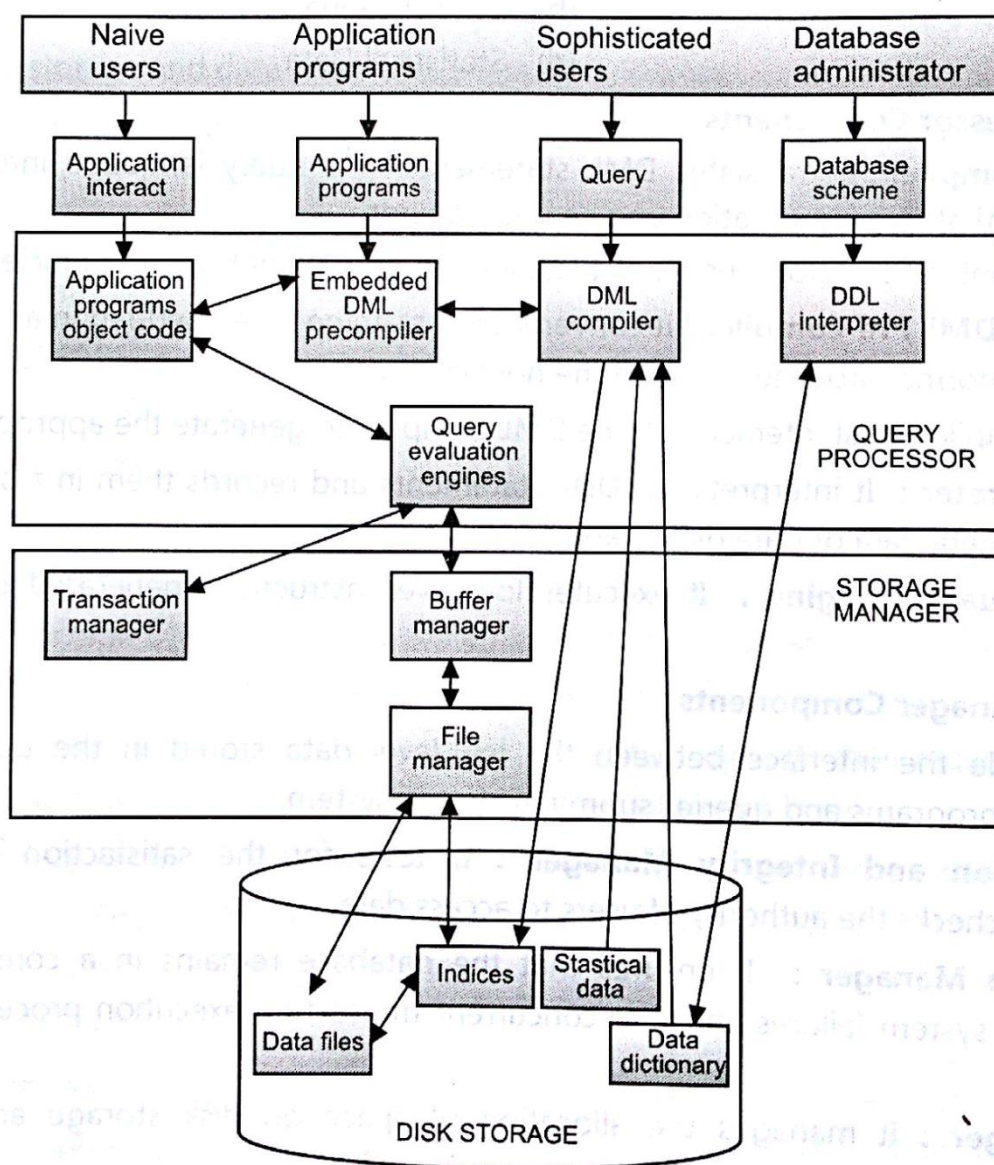 Naive users
Application programs
Sophisticated users
Database administrator
Application interact
Application programs
Query
Database scheme
Application programs object code
Embedded DML precompiler
DML compiler
DDL interpreter
Query evaluation engines
QUERY PROCESSOR
Transaction manager
Buffer manager
STORAGE MANAGER
File manager
Indices
Stastical data
Data files
Data dictionary
DISK STORAGE